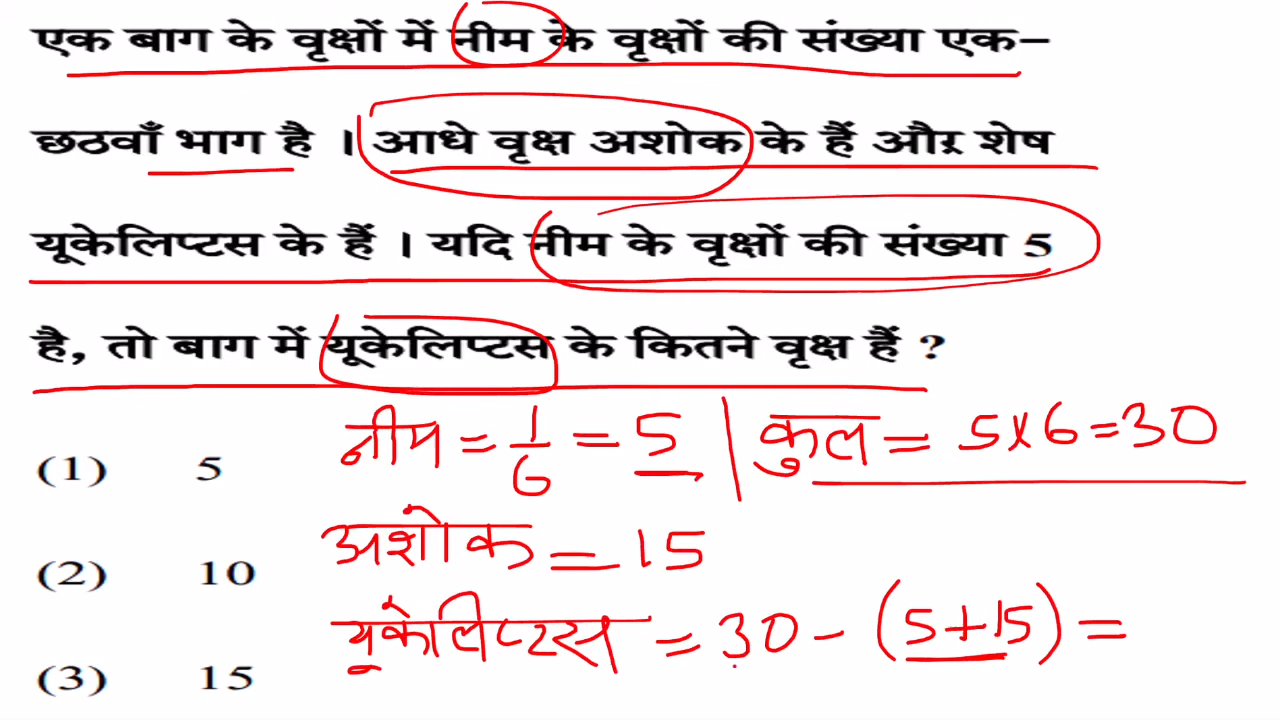 एक बाग के वृक्षों में नीम के वृक्षों की संख्या एक–
छठवाँ भाग है । आधे वृक्ष अशोक के हैं और शेष
यूकेलिप्टस के हैं । यदि नीम के वृक्षों की संख्या 5
है, तो बाग में यूकेलिप्टस के कितने वृक्ष हैं ?
नीम = 1/6 = 5 | कुल = 5×6=30
(1) 5
अशोक = 15
(2) 10
यूकेलिप्टस = 30 - (5+15) =
(3) 15